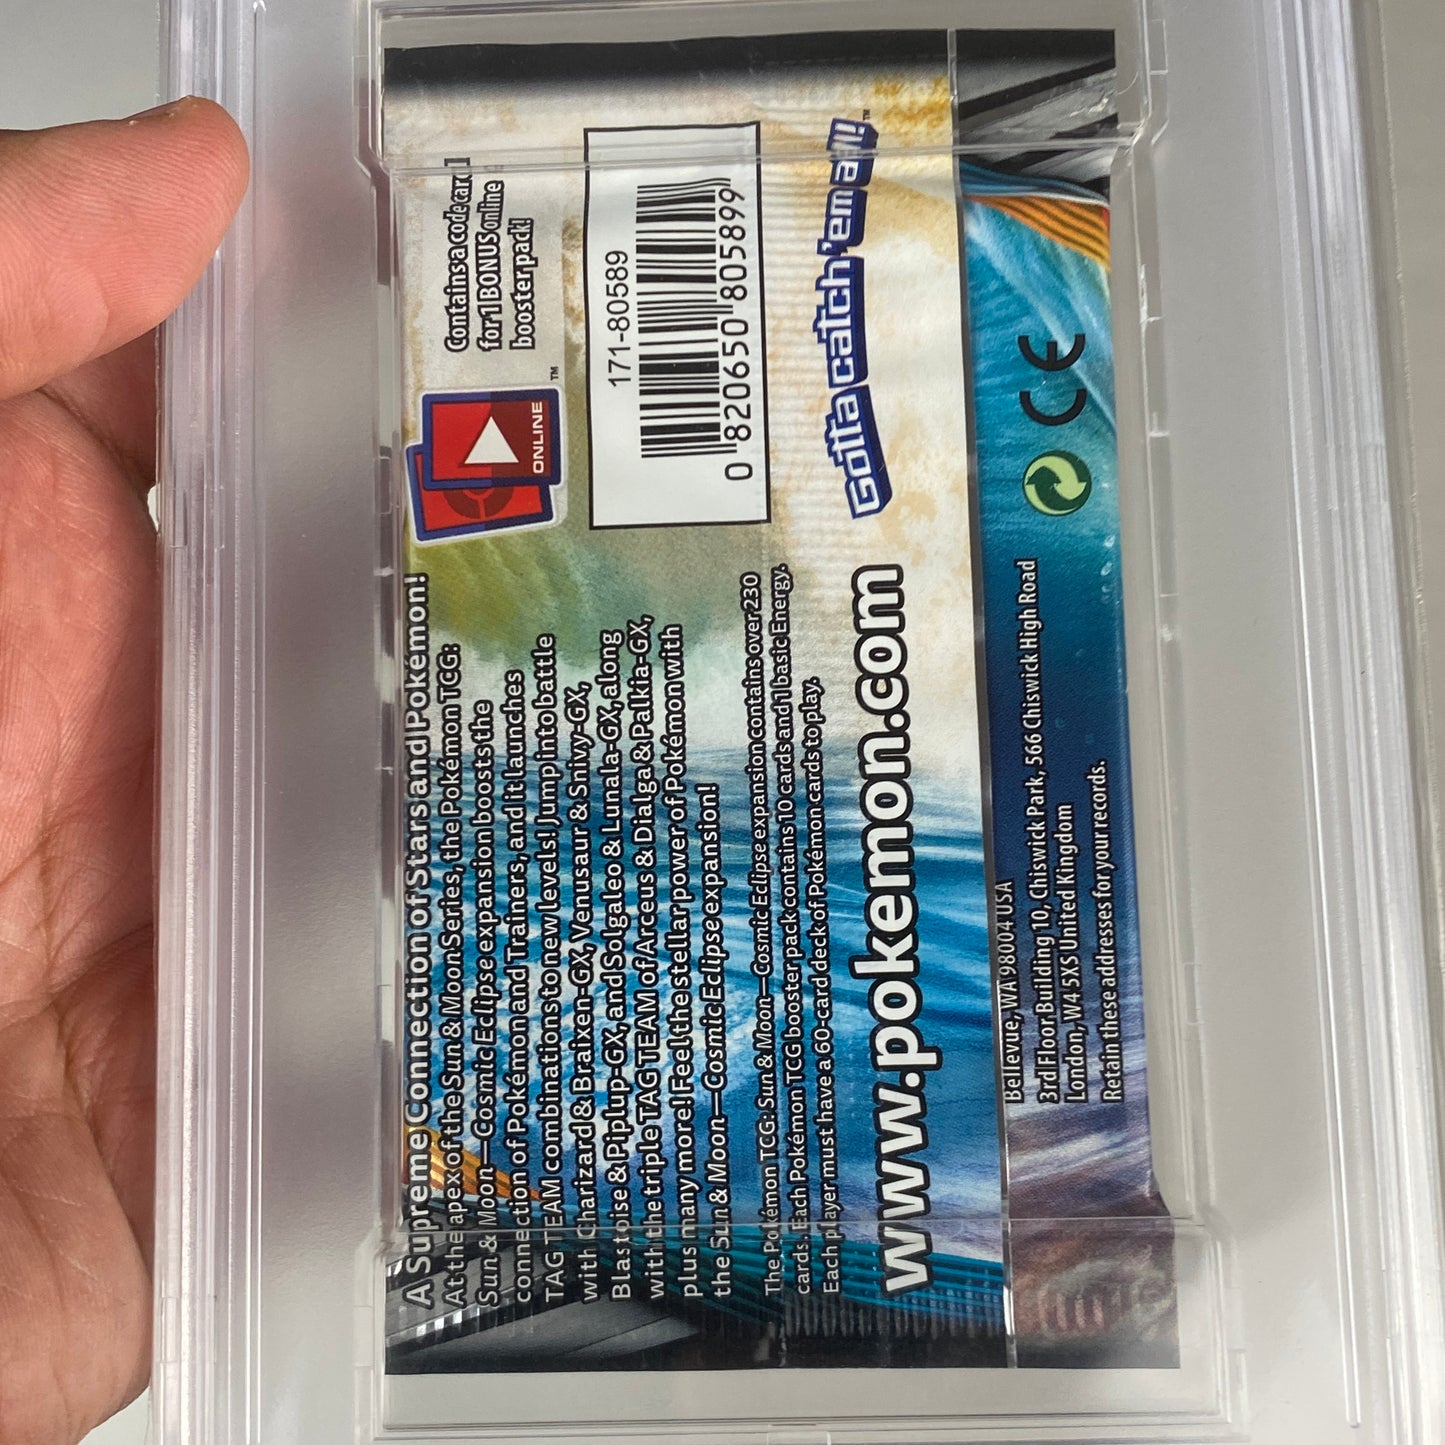 A Supreme Connection of Stars and Pokémon!
At the apex of the Sun & Moon Series, the Pokémon TCG:
Sun & Moon—Cosmic Eclipse expansion boosts the
connection of Pokémon and Trainers, and it launches
TAG TEAM combinations to new levels! Jump into battle
with Charizard & Braixen-GX, Venusaur & Snivy-GX,
Blastoise & Piplup-GX, and Solgaleo & Lunala-GX, along
with the triple TAG TEAM of Arceus & Dialga & Palkia-GX,
plus many more! Feel the stellar power of Pokémon with
the Sun & Moon—Cosmic Eclipse expansion!
The Pokémon TCG: Sun & Moon—Cosmic Eclipse expansion contains over 230
cards. Each Pokémon TCG booster pack contains 10 cards and 1 basic Energy.
Each player must have a 60-card deck of Pokémon cards to play.
www.pokemon.com
ONLINE
TM
Contains a code card
for 1 BONUS online
booster pack!
171-80589
0 820650 805899
Gotta catch 'em all!
TM
Bellevue, WA 98004 USA
3rd Floor Building 10, Chiswick Park, 566 Chiswick High Road
London, W4 5XS United Kingdom
Retain these addresses for your records.
CE